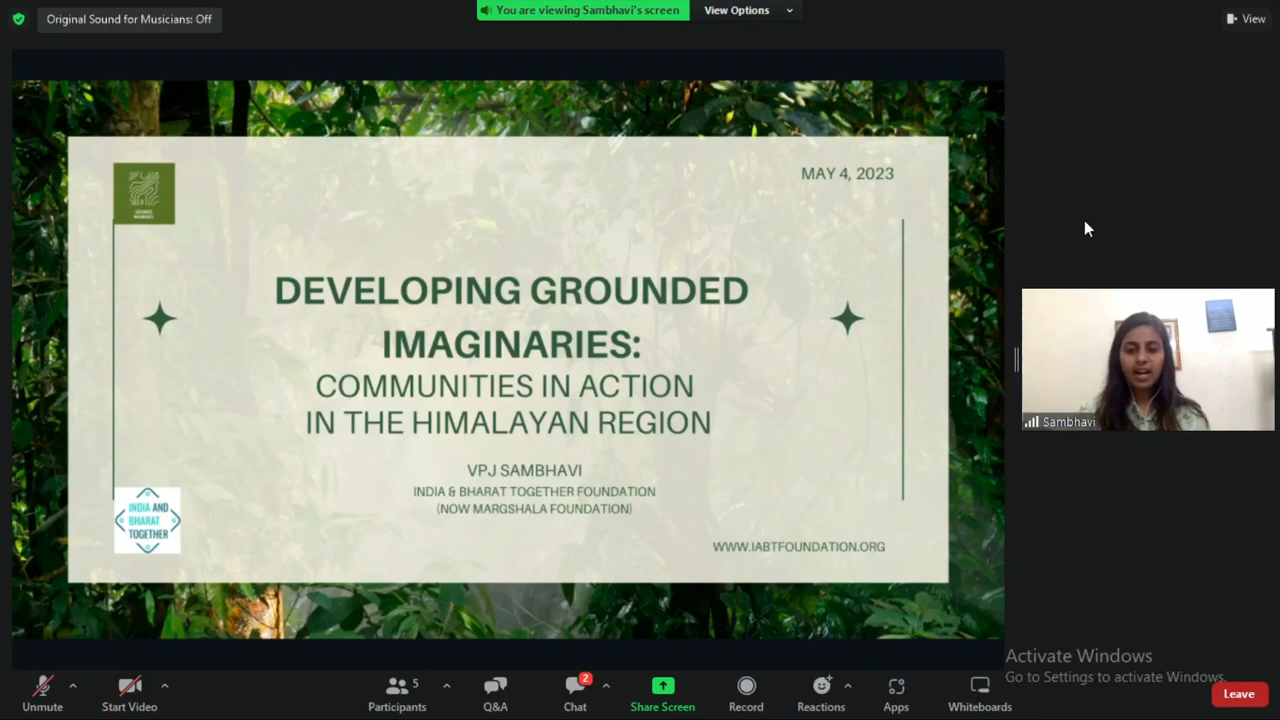 Original Sound for Musicians: Off
You are viewing Sambhavi's screen
View Options
View
MAY 4, 2023
DEVELOPING GROUNDED
IMAGINARIES:
COMMUNITIES IN ACTION
IN THE HIMALAYAN REGION
VPJ SAMBHAVI
INDIA & BHARAT TOGETHER FOUNDATION
(NOW MARGSHALA FOUNDATION)
INDIA AND
BHARAT
TOGETHER
WWW.IABTFOUNDATION.ORG
Sambhavi
Activate Windows
Go to Settings to activate Windows.
Unmute
Start Video
Participants
5
Q&A
Chat
2
Share Screen
Record
Reactions
Apps
Whiteboards
Leave